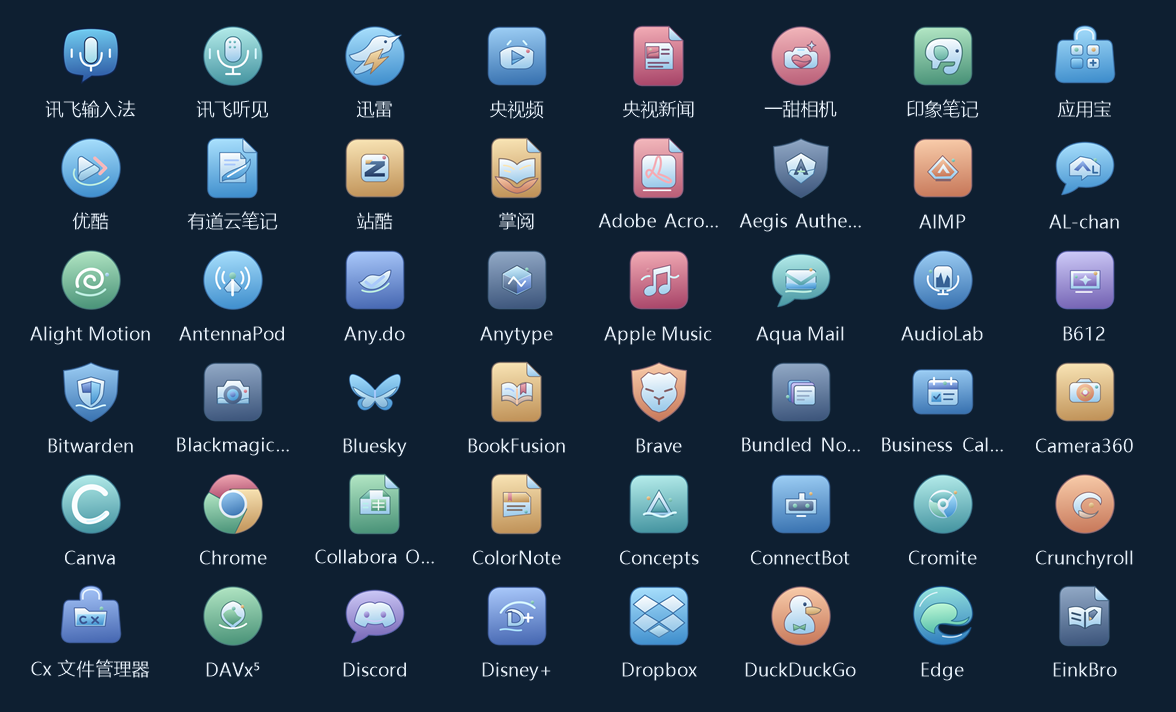 讯飞输入法 讯飞听见 迅雷 央视频 央视新闻 一甜相机 印象笔记 应用宝
优酷 有道云笔记 站酷 掌阅 Adobe Acro... Aegis Authe... AIMP AL-chan
Alight Motion AntennaPod Any.do Anytype Apple Music Aqua Mail AudioLab B612
Bitwarden Blackmagic... Bluesky BookFusion Brave Bundled No... Business Cal... Camera360
Canva Chrome Collabora O... ColorNote Concepts ConnectBot Cromite Crunchyroll
Cx 文件管理器 DAVx⁵ Discord Disney+ Dropbox DuckDuckGo Edge EinkBro